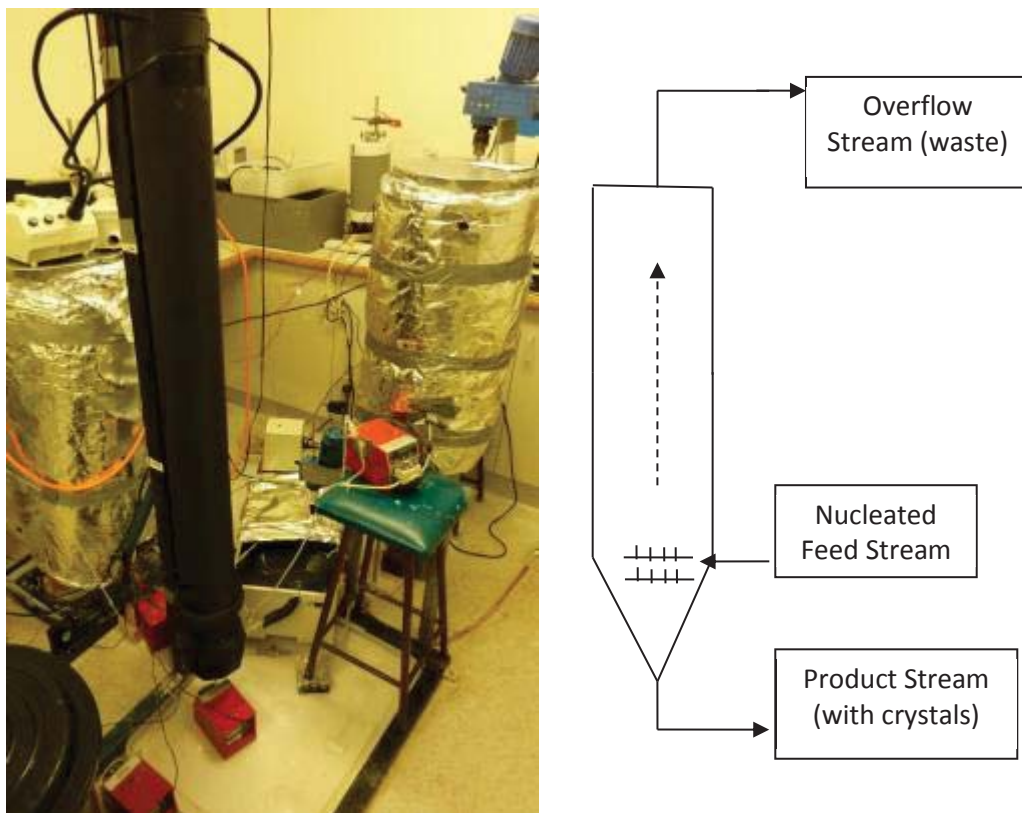 Overflow
Stream (waste)
Nucleated
Feed Stream
Product Stream
(with crystals)